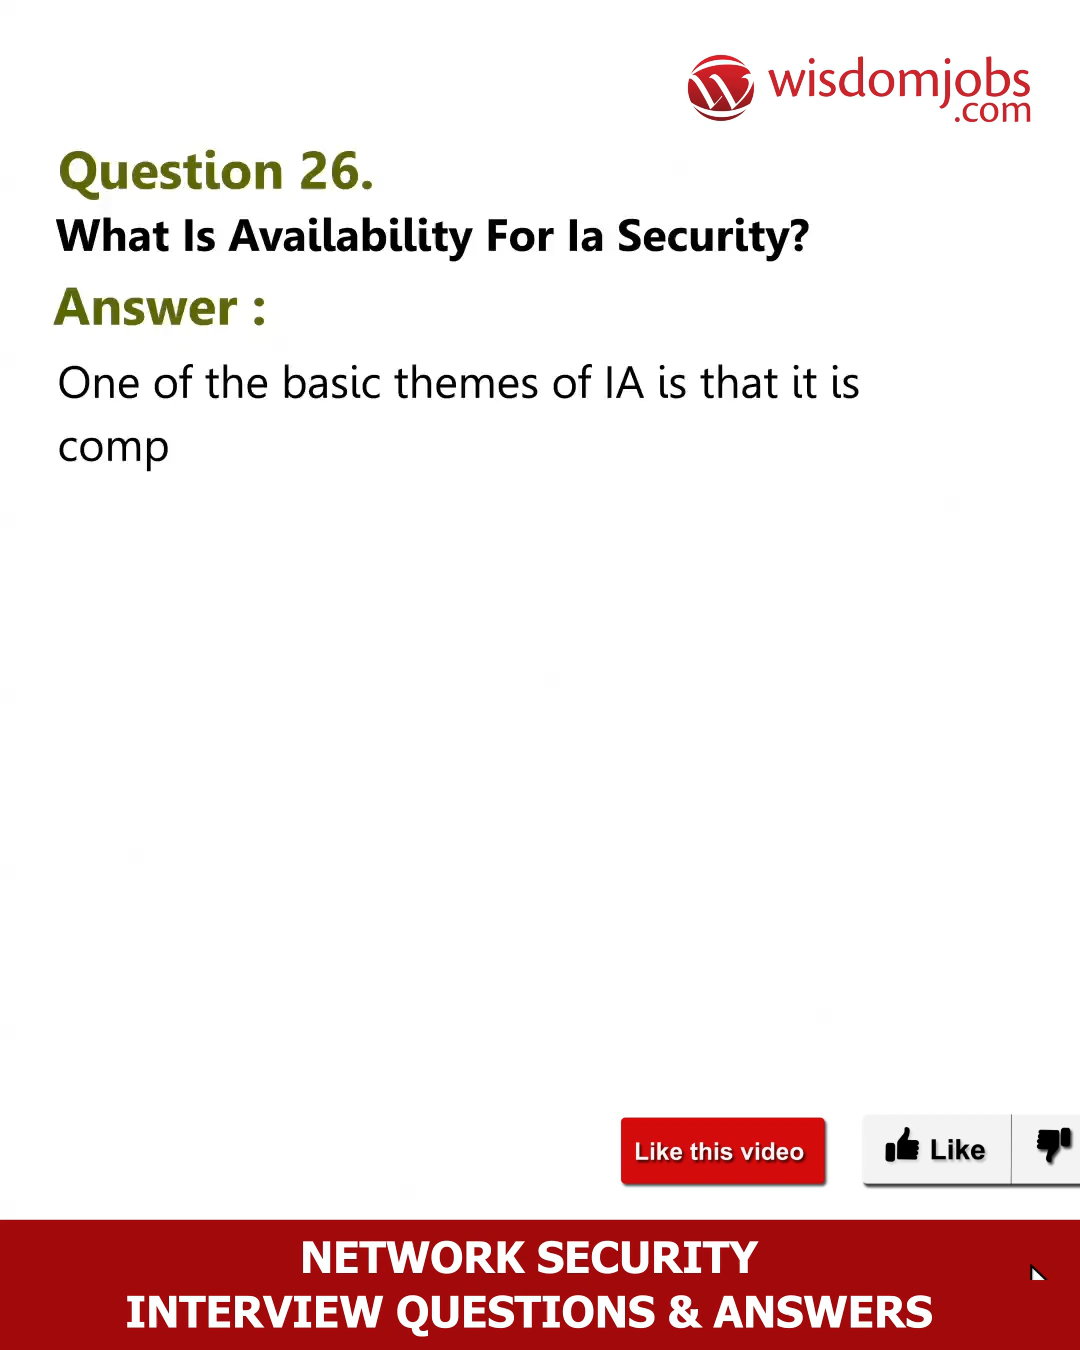 wisdomjobs
.com
Question 26.
What Is Availability For Ia Security?
Answer :
One of the basic themes of IA is that it is
comp
Like this video
Like
NETWORK SECURITY
INTERVIEW QUESTIONS & ANSWERS